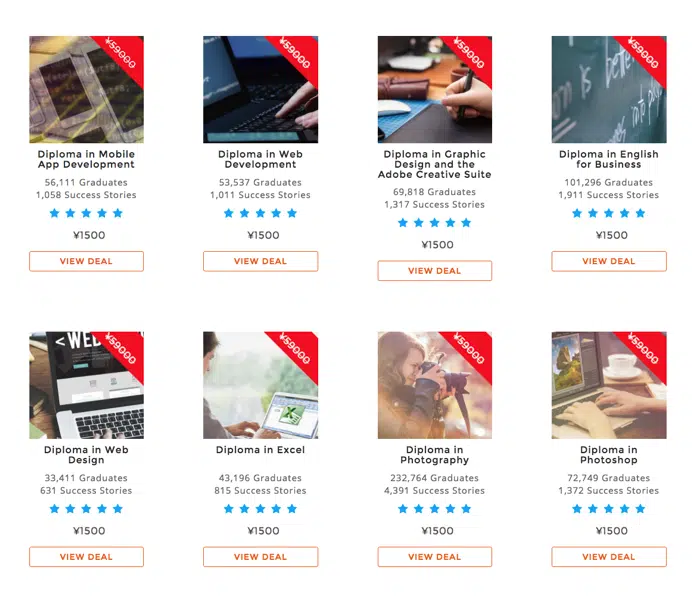 ¥59000
Diploma in Mobile
App Development
56,111 Graduates
1,058 Success Stories
¥1500
VIEW DEAL
¥59000
Diploma in Web
Development
53,537 Graduates
1,011 Success Stories
¥1500
VIEW DEAL
¥59000
Diploma in Graphic
Design and the
Adobe Creative Suite
69,818 Graduates
1,317 Success Stories
¥1500
VIEW DEAL
is better
¥59000
Diploma in English
for Business
101,296 Graduates
1,911 Success Stories
¥1500
VIEW DEAL
¥59000
Diploma in Web
Design
33,411 Graduates
631 Success Stories
¥1500
VIEW DEAL
¥59000
Diploma in Excel
43,196 Graduates
815 Success Stories
¥1500
VIEW DEAL
¥59000
Diploma in
Photography
232,764 Graduates
4,391 Success Stories
¥1500
VIEW DEAL
¥59000
Diploma in
Photoshop
72,749 Graduates
1,372 Success Stories
¥1500
VIEW DEAL